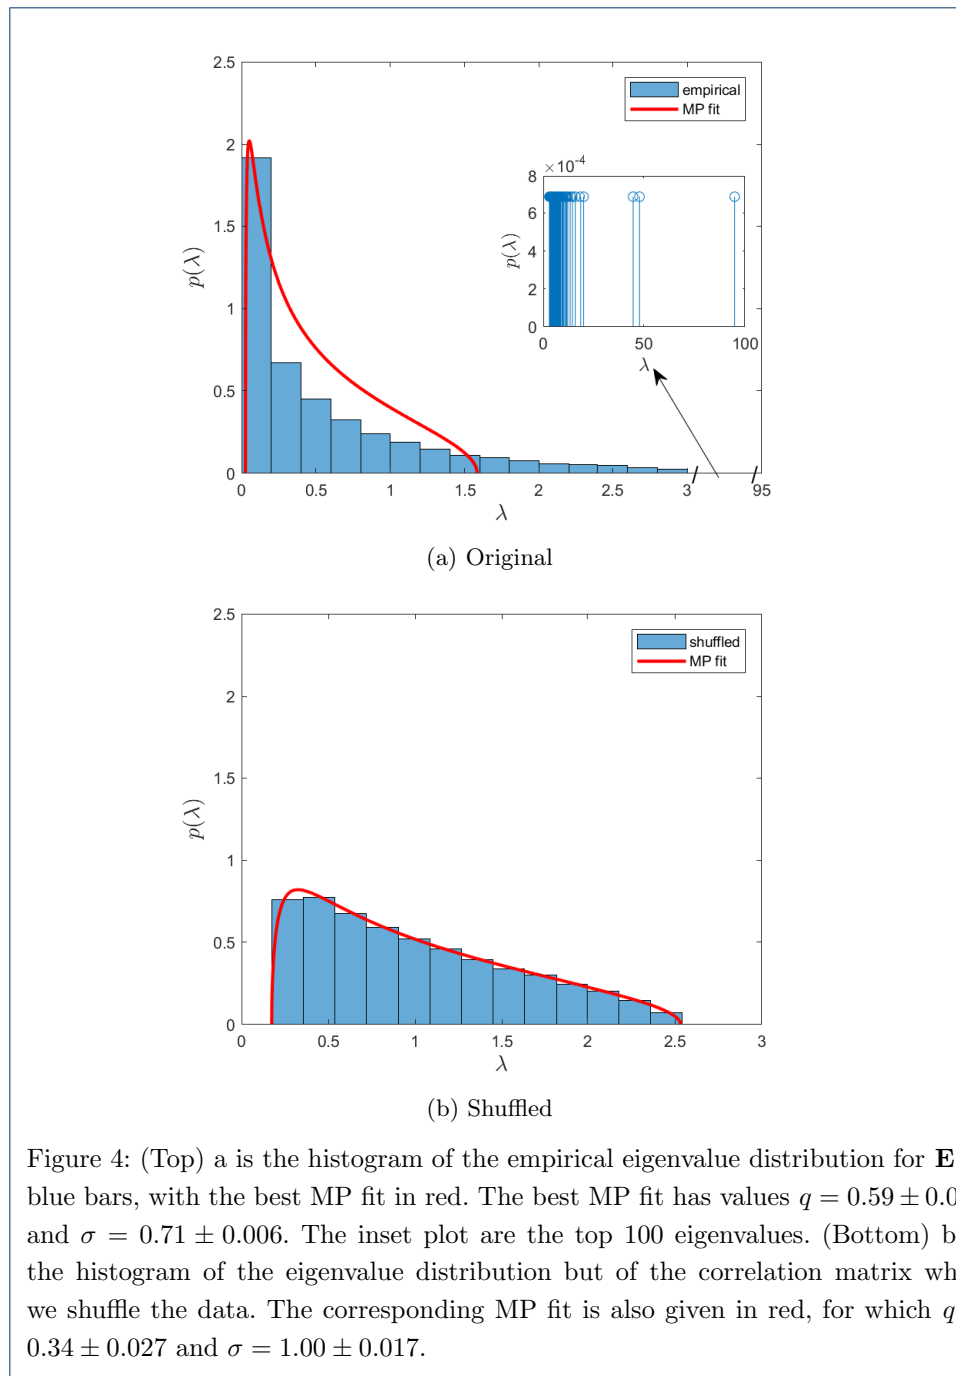 2.5
empirical
MP fit
2
8 ×10⁻⁴
6
1.5
p(λ)
p(λ)
4
2
1
0
0 50 100
λ
0.5
0
0 0.5 1 1.5 2 2.5 3 95
λ
(a) Original
2.5
shuffled
MP fit
2
1.5
p(λ)
1
0.5
0
0 0.5 1 1.5 2 2.5 3
λ
(b) Shuffled
Figure 4: (Top) a is the histogram of the empirical eigenvalue distribution for E
blue bars, with the best MP fit in red. The best MP fit has values q = 0.59 ± 0.0
and σ = 0.71 ± 0.006. The inset plot are the top 100 eigenvalues. (Bottom) b
the histogram of the eigenvalue distribution but of the correlation matrix wh
we shuffle the data. The corresponding MP fit is also given in red, for which q
0.34 ± 0.027 and σ = 1.00 ± 0.017.